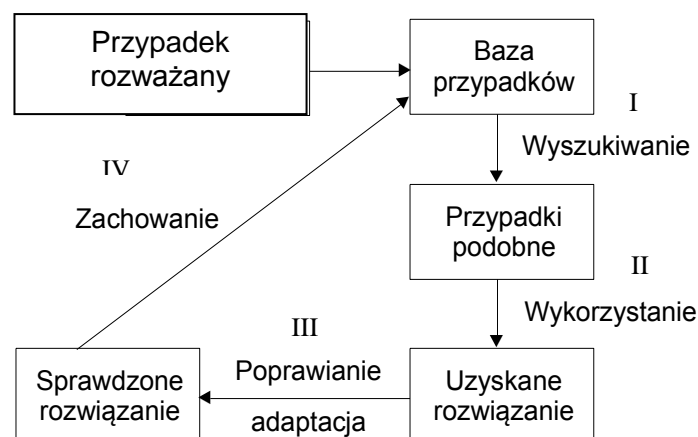 Przypadek
rozważany
Baza
przypadków
I
Wyszukiwanie
IV
Zachowanie
Przypadki
podobne
II
Wykorzystanie
III
Poprawianie
adaptacja
Sprawdzone
rozwiązanie
Uzyskane
rozwiązanie